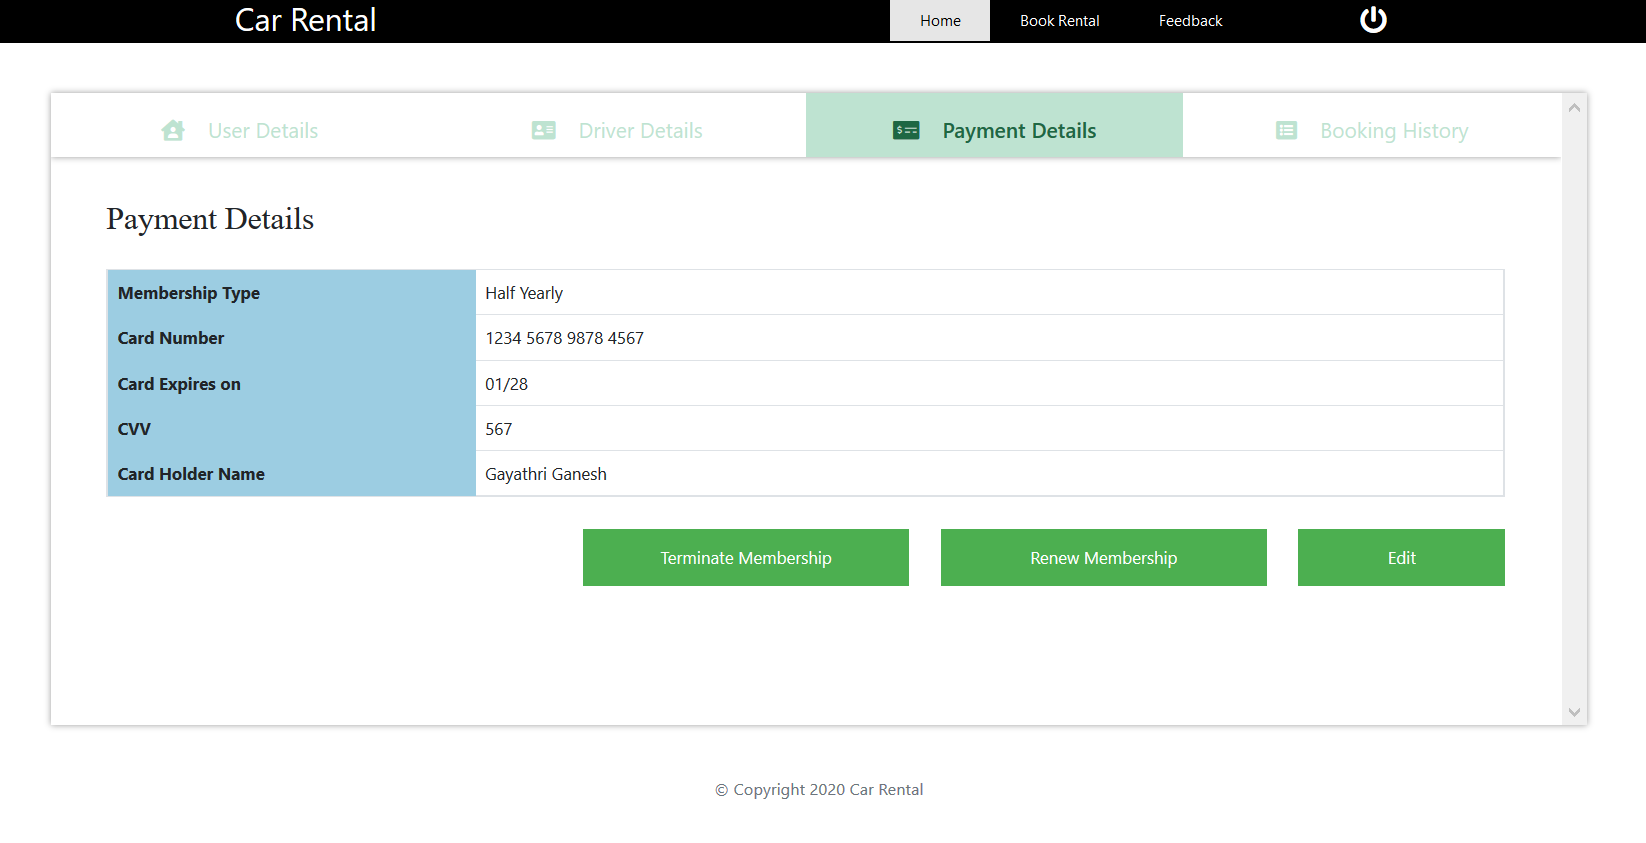 Car Rental
Home Book Rental Feedback
User Details Driver Details Payment Details Booking History
Payment Details
Membership Type Half Yearly
Card Number 1234 5678 9878 4567
Card Expires on 01/28
CVV 567
Card Holder Name Gayathri Ganesh
Terminate Membership Renew Membership Edit
© Copyright 2020 Car Rental